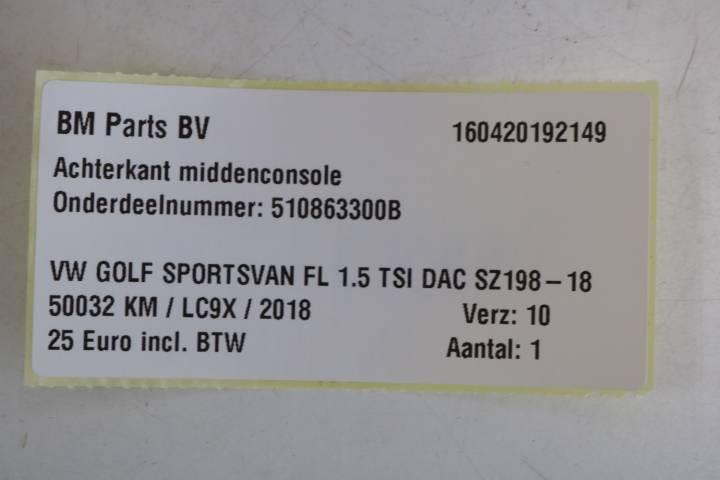 BM Parts BV 160420192149
Achterkant middenconsole
Onderdeelnummer: 510863300B
VW GOLF SPORTSVAN FL 1.5 TSI DAC SZ198-18
50032 KM / LC9X / 2018 Verz: 10
25 Euro incl. BTW Aantal: 1